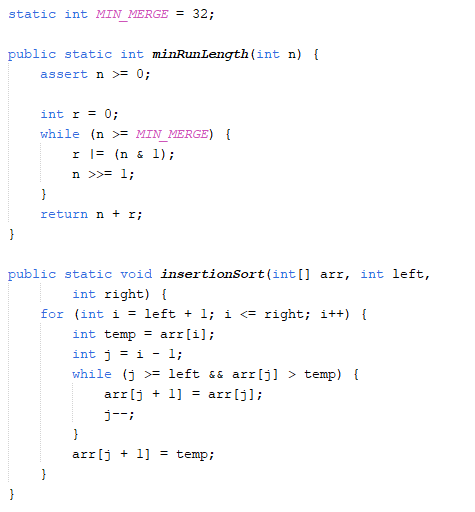 static int MIN_MERGE = 32;
public static int minRunLength(int n) {
assert n >= 0;
int r = 0;
while (n >= MIN_MERGE) {
r |= (n & 1);
n >>= 1;
}
return n + r;
}
public static void insertionSort(int[] arr, int left,
int right) {
for (int i = left + 1; i <= right; i++) {
int temp = arr[i];
int j = i - 1;
while (j >= left && arr[j] > temp) {
arr[j + 1] = arr[j];
j--;
}
arr[j + 1] = temp;
}
}